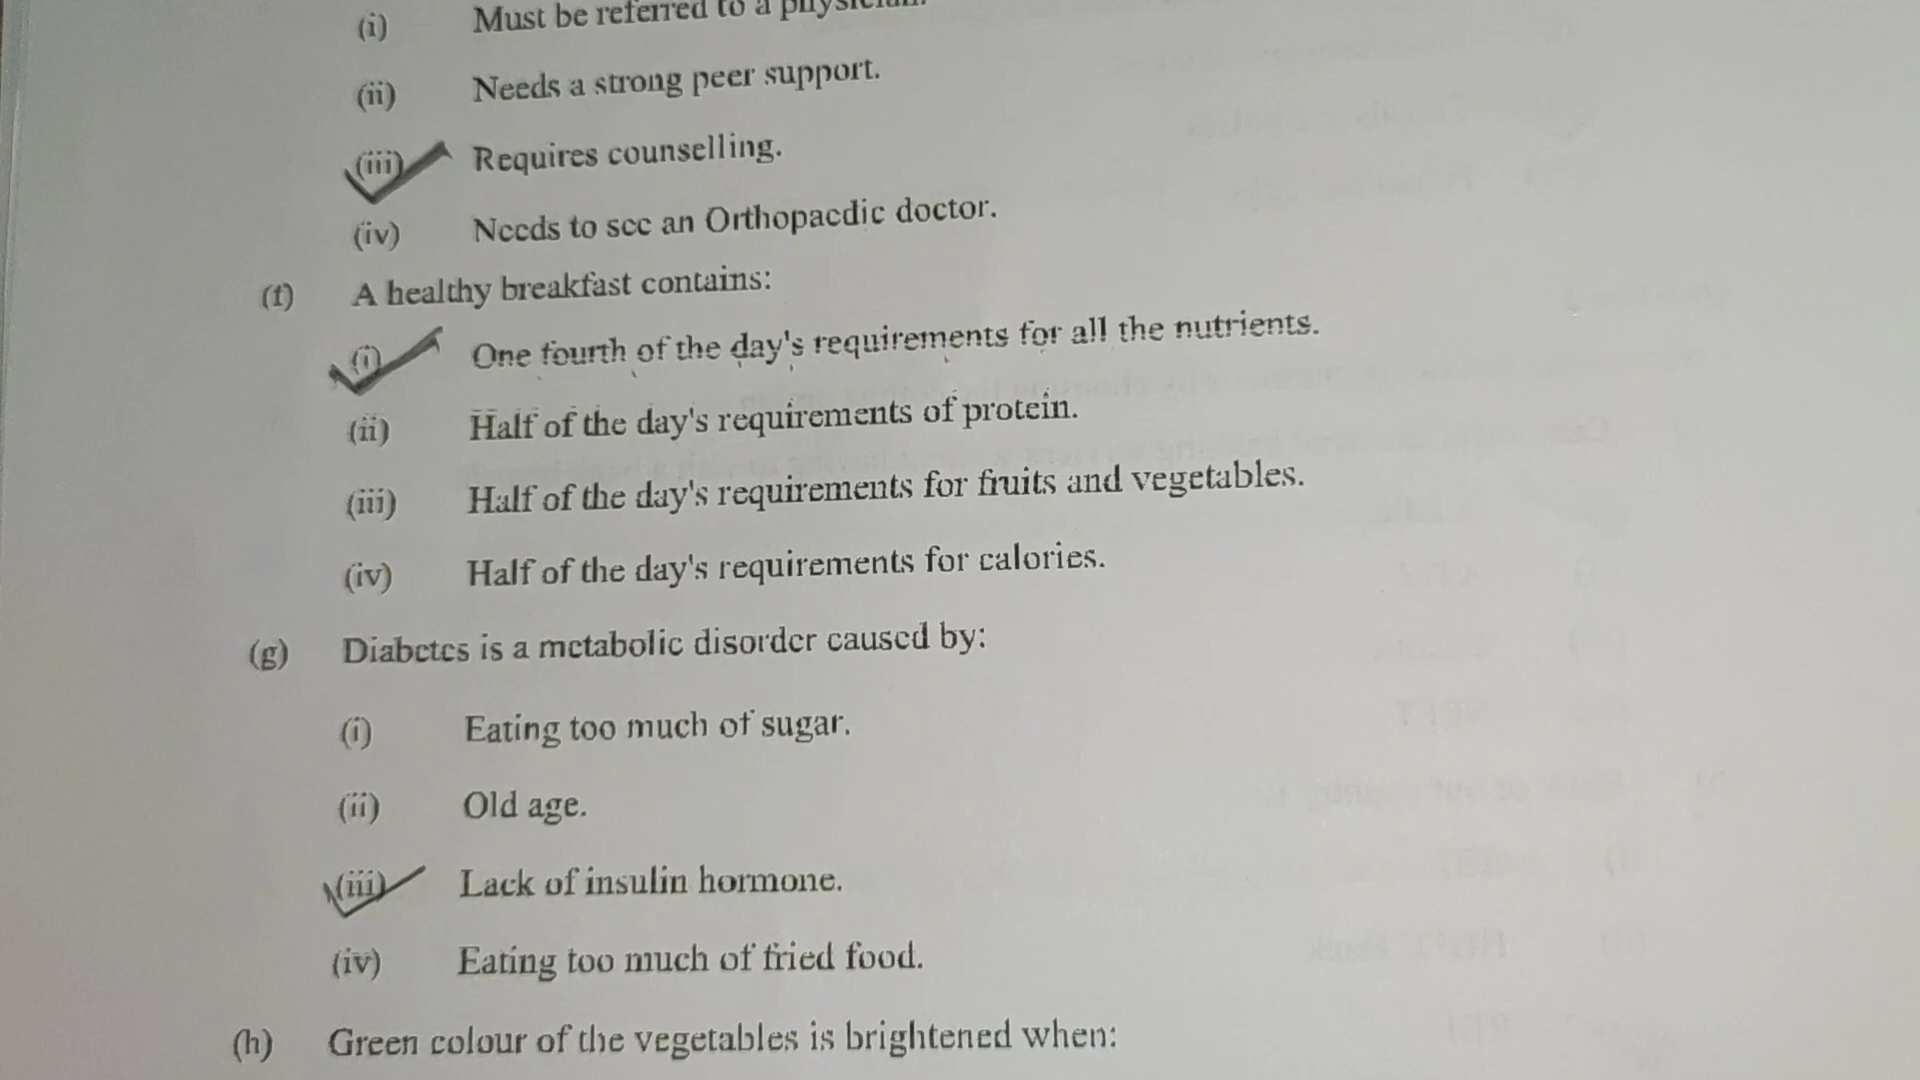 (i) Must be referred to a physician.
(ii) Needs a strong peer support.
(iii) Requires counselling.
(iv) Needs to see an Orthopaedic doctor.
(f) A healthy breakfast contains:
(i) One fourth of the day's requirements for all the nutrients.
(ii) Half of the day's requirements of protein.
(iii) Half of the day's requirements for fruits and vegetables.
(iv) Half of the day's requirements for calories.
(g) Diabetes is a metabolic disorder caused by:
(i) Eating too much of sugar.
(ii) Old age.
(iii) Lack of insulin hormone.
(iv) Eating too much of fried food.
(h) Green colour of the vegetables is brightened when: